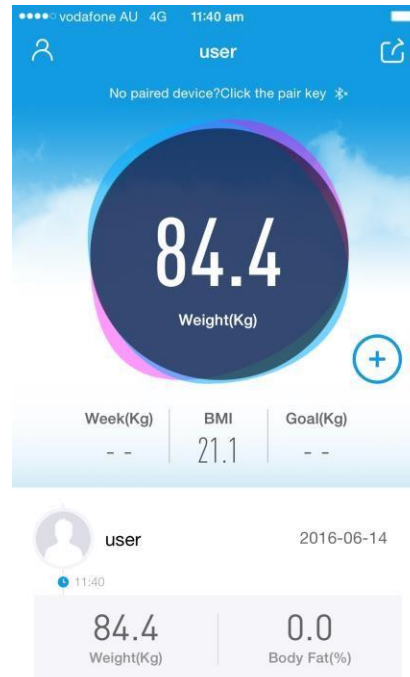 vodafone AU 4G 11:40 am
user
No paired device?Click the pair key
84.4
Weight(Kg)
+
Week(Kg) BMI Goal(Kg)
- - 21.1 - -
user 2016-06-14
11:40
84.4 0.0
Weight(Kg) Body Fat(%)